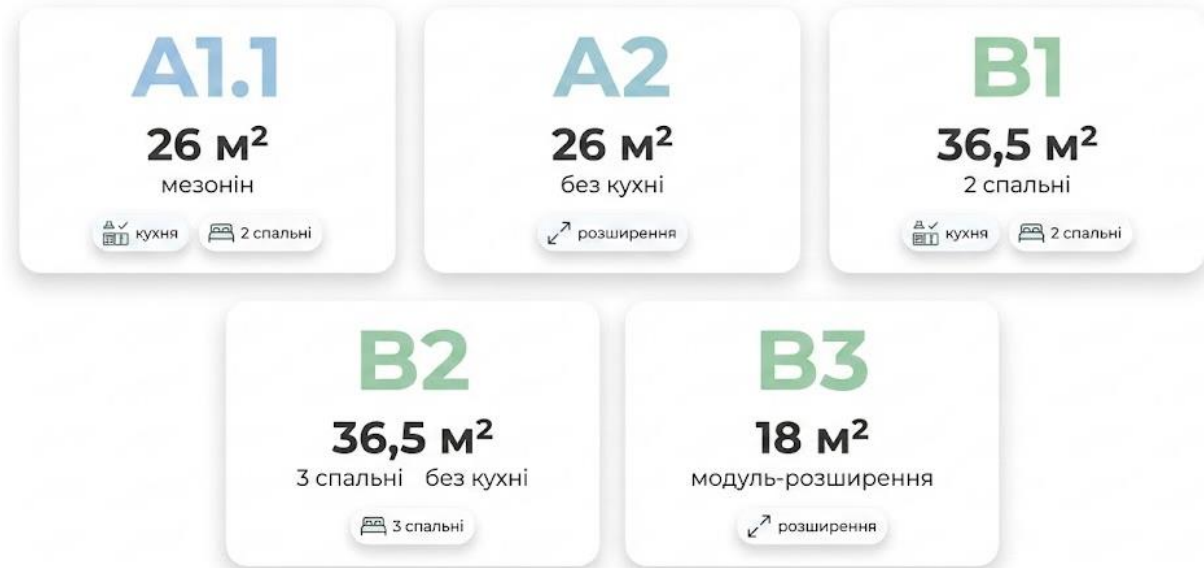 A1.1
26 м²
мезонін
кухня 2 спальні
A2
26 м²
без кухні
розширення
B1
36,5 м²
2 спальні
кухня 2 спальні
B2
36,5 м²
3 спальні без кухні
3 спальні
B3
18 м²
модуль-розширення
розширення